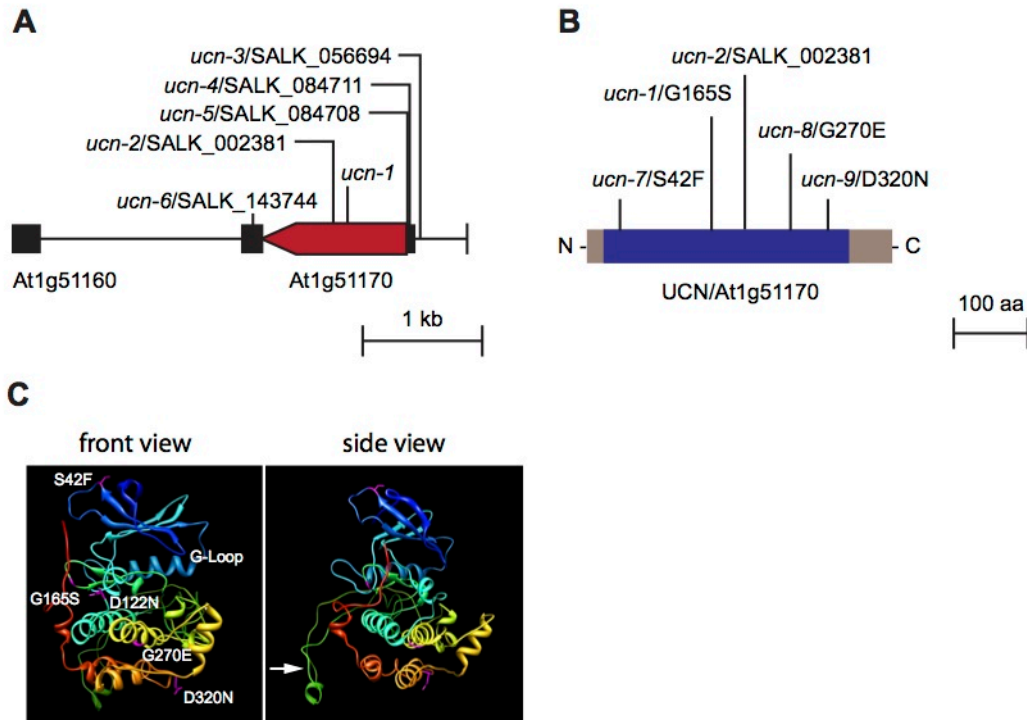 A
ucn-3/SALK_056694
ucn-4/SALK_084711
ucn-5/SALK_084708
ucn-2/SALK_002381
ucn-1
ucn-6/SALK_143744
At1g51160
At1g51170
1 kb
B
ucn-2/SALK_002381
ucn-1/G165S
ucn-8/G270E
ucn-7/S42F
ucn-9/D320N
N
C
UCN/At1g51170
100 aa
C
front view
side view
S42F
G-Loop
G165S
D122N
G270E
D320N